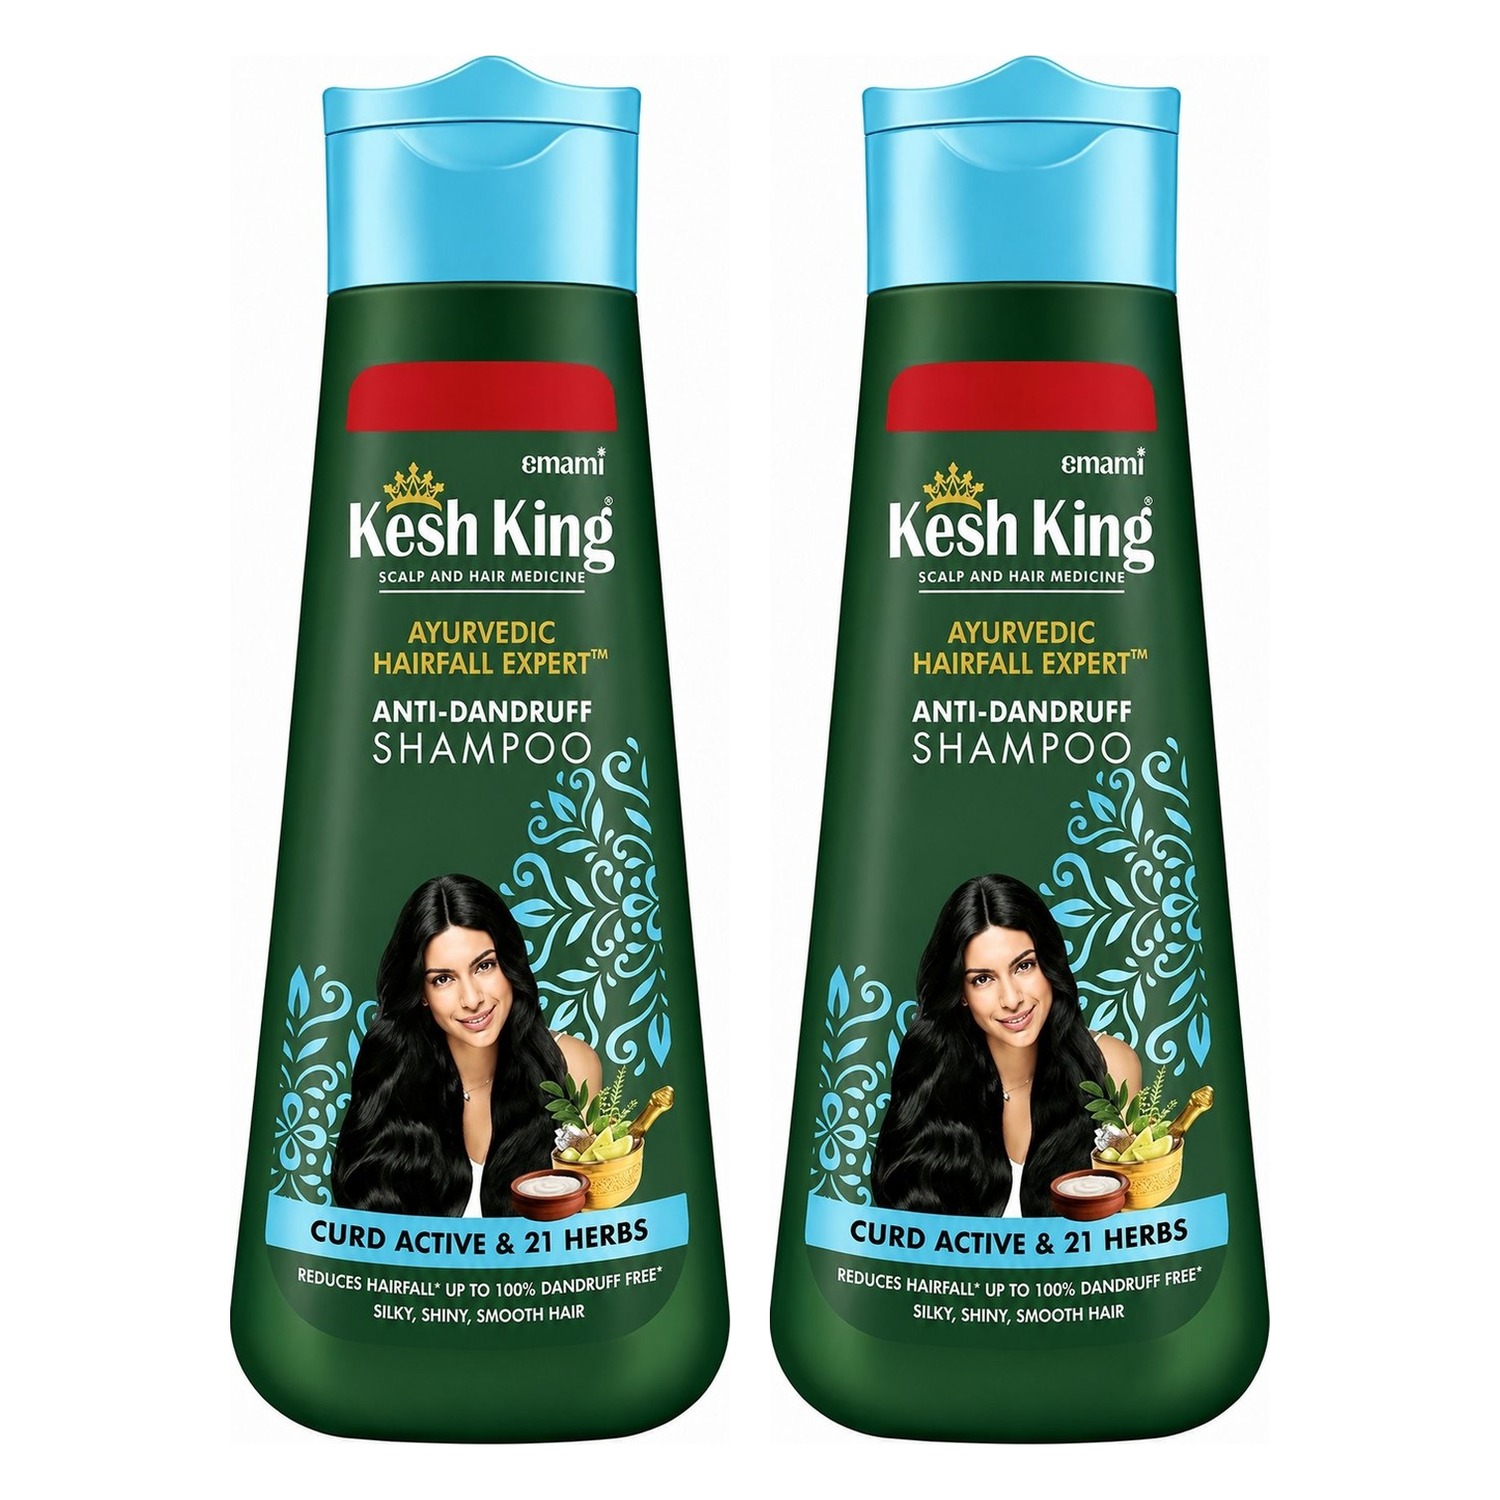 emami
Kesh King®
SCALP AND HAIR MEDICINE
AYURVEDIC
HAIRFALL EXPERT™
ANTI-DANDRUFF
SHAMPOO
CURD ACTIVE & 21 HERBS
REDUCES HAIRFALL* UP TO 100% DANDRUFF FREE*
SILKY, SHINY, SMOOTH HAIR
emami
Kesh King®
SCALP AND HAIR MEDICINE
AYURVEDIC
HAIRFALL EXPERT™
ANTI-DANDRUFF
SHAMPOO
CURD ACTIVE & 21 HERBS
REDUCES HAIRFALL* UP TO 100% DANDRUFF FREE*
SILKY, SHINY, SMOOTH HAIR